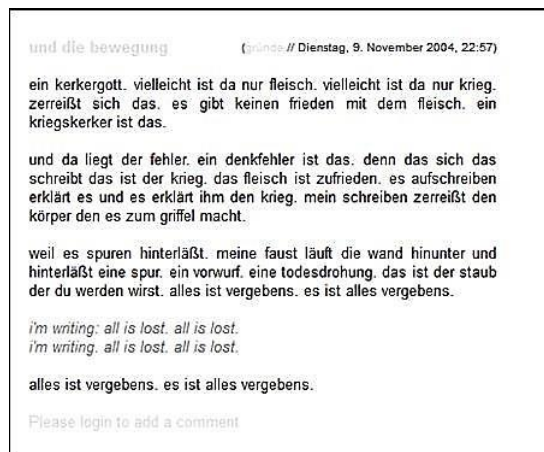 und die bewegung (gründe // Dienstag, 9. November 2004, 22:57)
ein kerkergott. vielleicht ist da nur fleisch. vielleicht ist da nur krieg.
zerreißt sich das. es gibt keinen frieden mit dem fleisch. ein
kriegskerker ist das.
und da liegt der fehler. ein denkfehler ist das. denn das sich das
schreibt das ist der krieg. das fleisch ist zufrieden. es aufschreiben
erklärt es und es erklärt ihm den krieg. mein schreiben zerreißt den
körper den es zum griffel macht.
weil es spuren hinterläßt. meine faust läuft die wand hinunter und
hinterläßt eine spur. ein vorwurf. eine todesdrohung. das ist der staub
der du werden wirst. alles ist vergebens. es ist alles vergebens.
i'm writing: all is lost. all is lost.
i'm writing. all is lost. all is lost.
alles ist vergebens. es ist alles vergebens.
Please login to add a comment